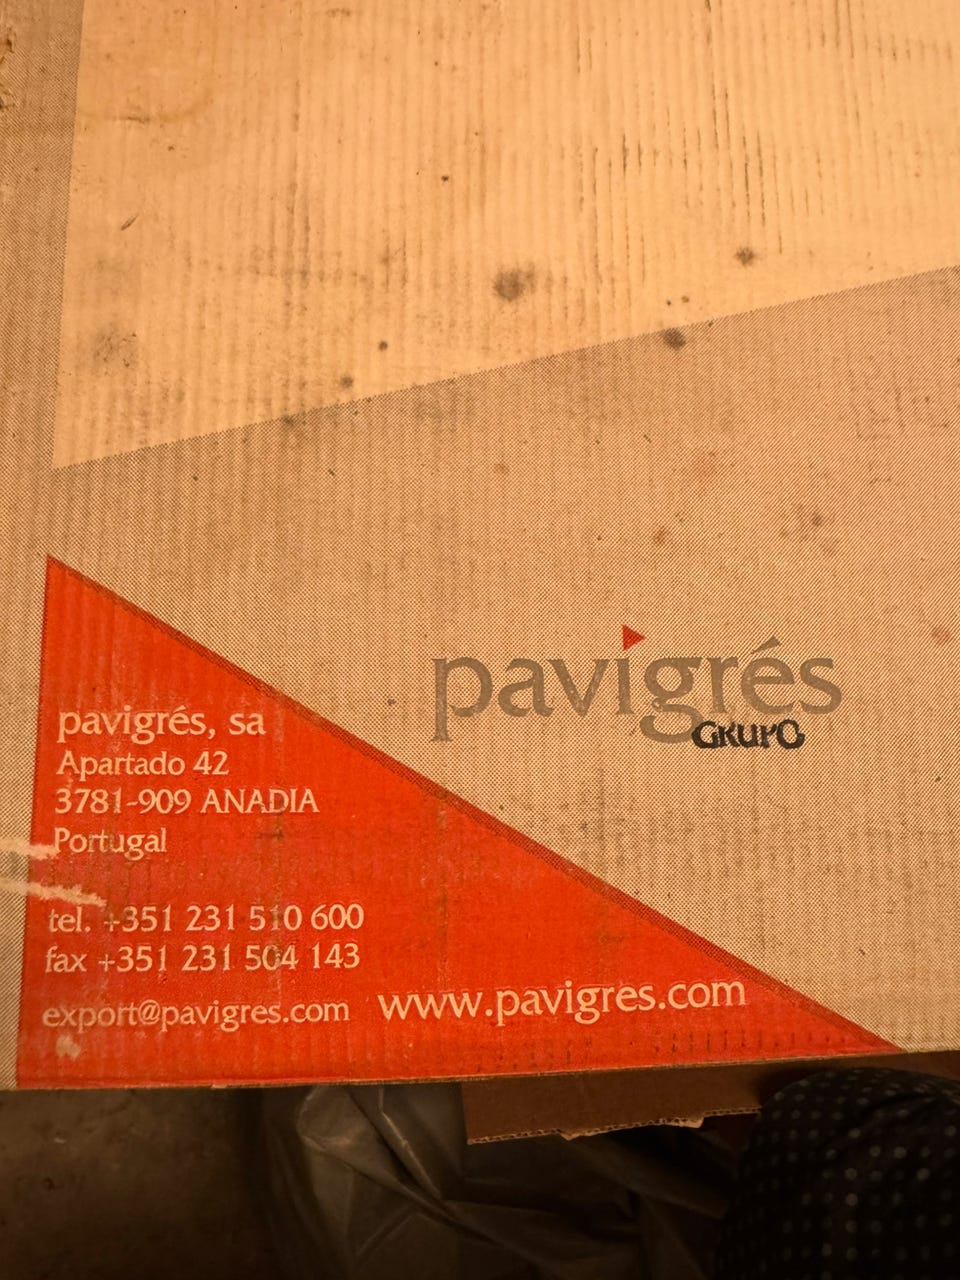 pavigrés
GRUPO
pavigrés, sa
Apartado 42
3781-909 ANADIA
Portugal
tel. +351 231 510 600
fax +351 231 504 143
export@pavigres.com www.pavigres.com